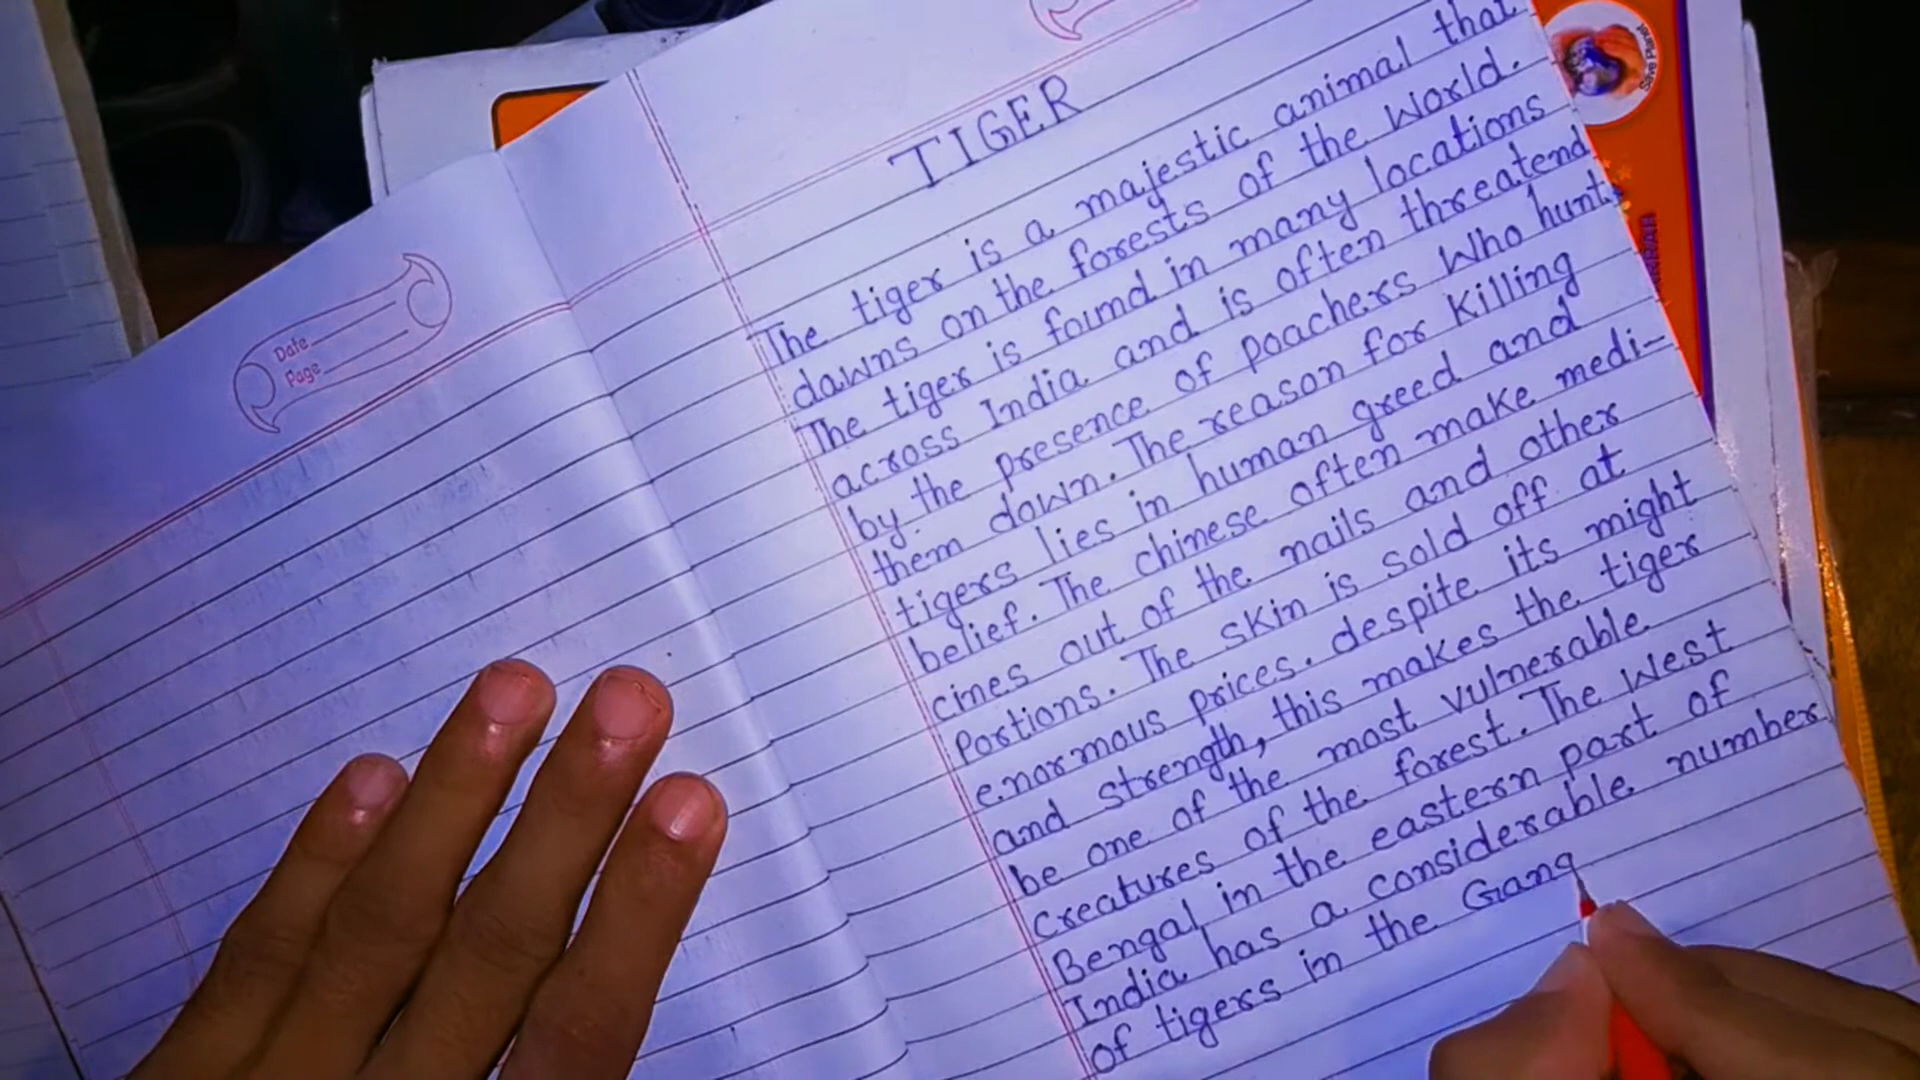 Date
Page
Save Planet
TIGER
The tiger is a majestic animal that
dawns on the forests of the World.
The tiger is found in many locations
across India and is often threatend
by the presence of poachers Who hunt
them down. The reason for Killing
tigers lies in human greed and
belief. The chinese often make medi-
cines out of the nails and other
Portions. The skin is sold off at
enormous prices. despite its might
and strength, this makes the tiger
be one of the most vulnerable
creatures of the forest. The West
Bengal in the eastern part of
India has a considerable number
of tigers in the Gang